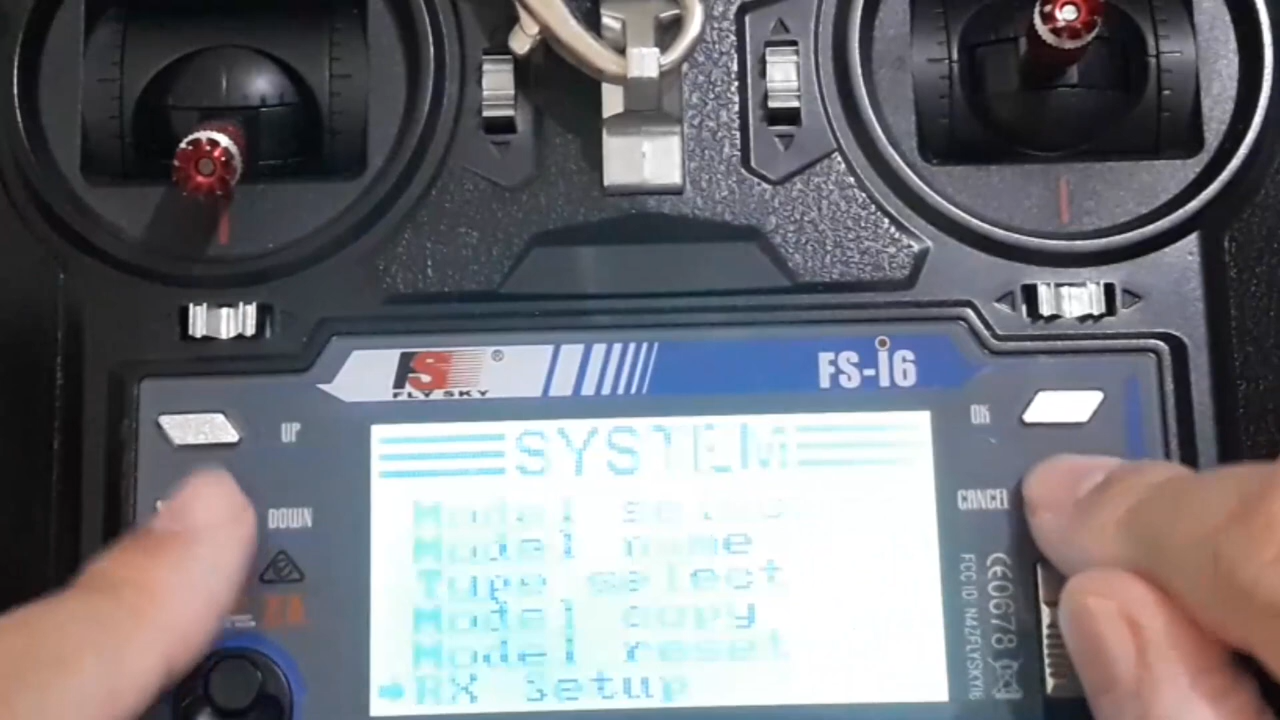 FS®
FLY SKY
FS-i6
UP
OK
SYSTEM
DOWN
CANCEL
Model select
Model name
Type select
Model copy
Model reset
RX Setup
CE0678
FCC ID: N4ZFLYSKYI6